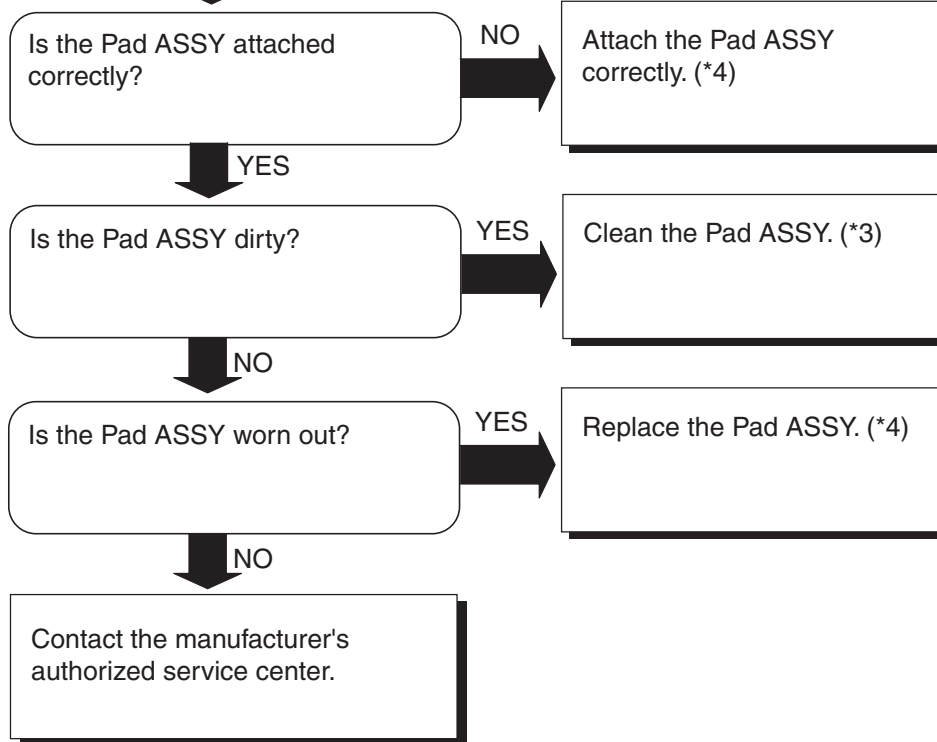 Is the Pad ASSY attached
correctly?
NO
Attach the Pad ASSY
correctly. (*4)
YES
Is the Pad ASSY dirty?
YES
Clean the Pad ASSY. (*3)
NO
Is the Pad ASSY worn out?
YES
Replace the Pad ASSY. (*4)
NO
Contact the manufacturer's
authorized service center.